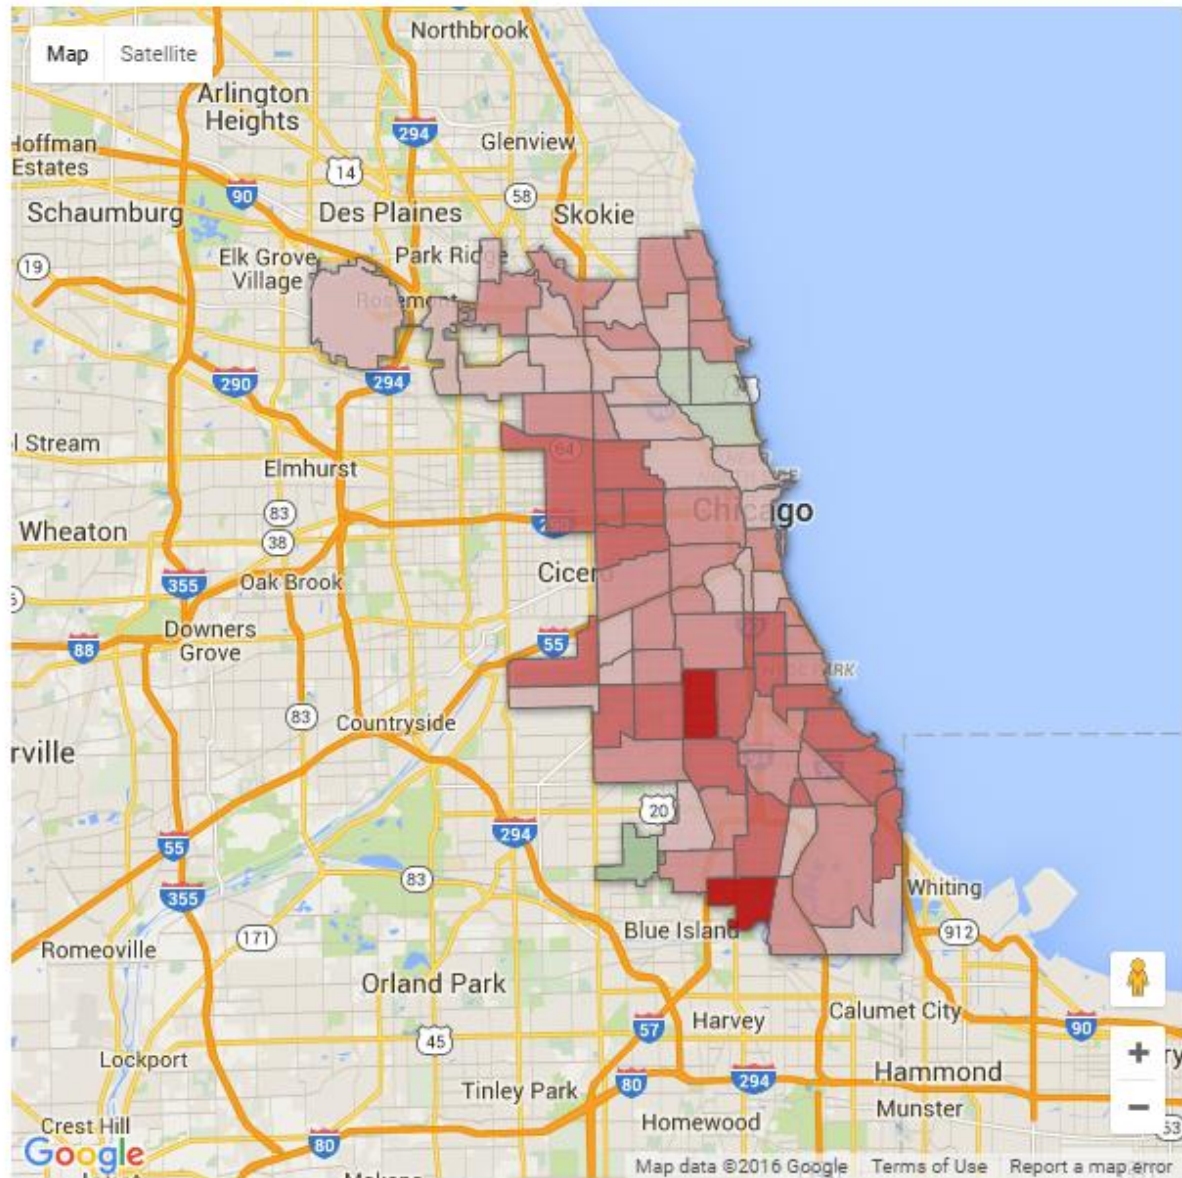 Northbrook
Map
Satellite
Arlington
Heights
294
Glenview
Hoffman
Estates
14
90
58
Schaumburg
Des Plaines
Skokie
19
Elk Grove
Village
Park Ridge
Rosemont
290
294
l Stream
64
Elmhurst
83
Chicago
Wheaton
38
Cicero
355
Oak Brook
Downers
Grove
55
88
83
Countryside
rville
20
55
294
355
83
Whiting
171
Blue Island
912
Romeoville
Orland Park
Calumet City
57
Harvey
90
45
Lockport
+
Hammond
Tinley Park
80
294
Munster
−
Crest Hill
Homewood
53
80
Google
Map data ©2016 Google
Terms of Use
Report a map error